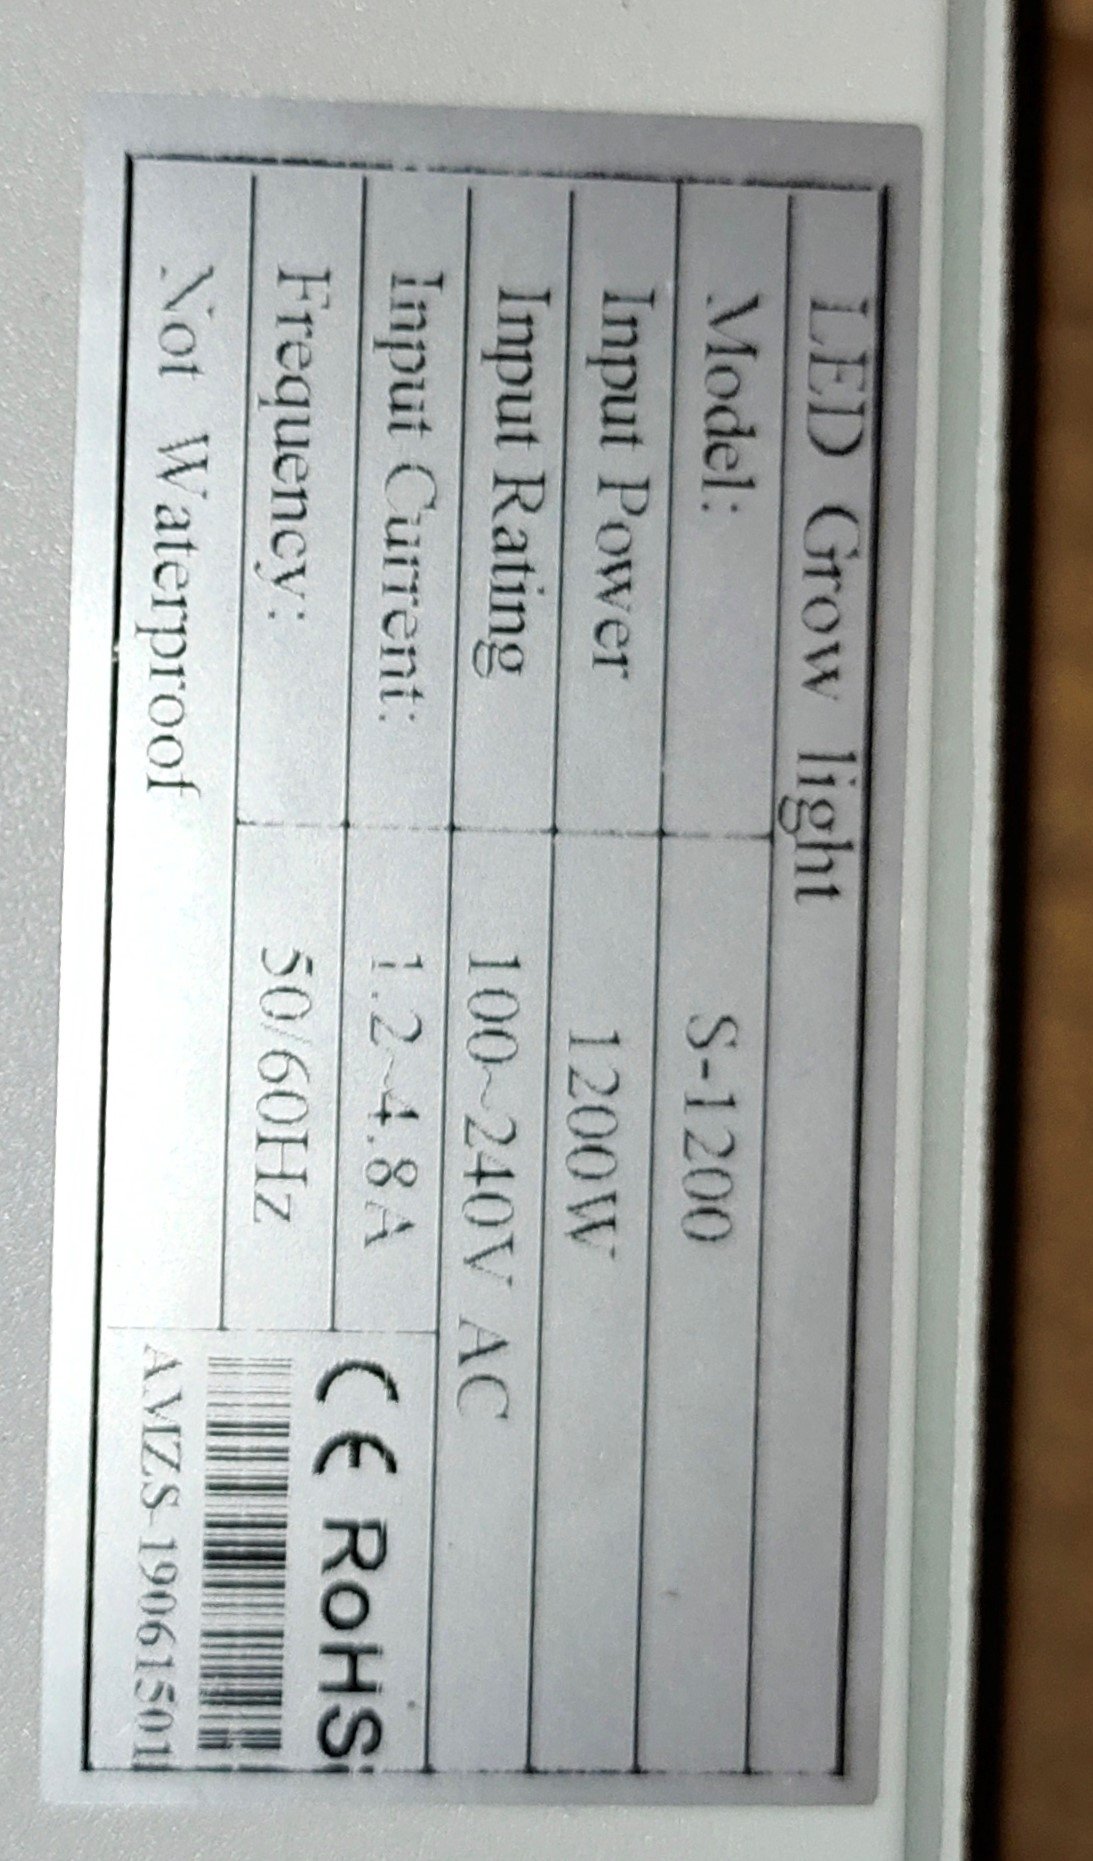 LED Grow light
Model: S-1200
Input Power 1200W
Input Rating 100~240V AC
Input Current: 1.2~4.8A
Frequency: 50/60Hz
Not Waterproof
CE RoHS
AMZS-19061501